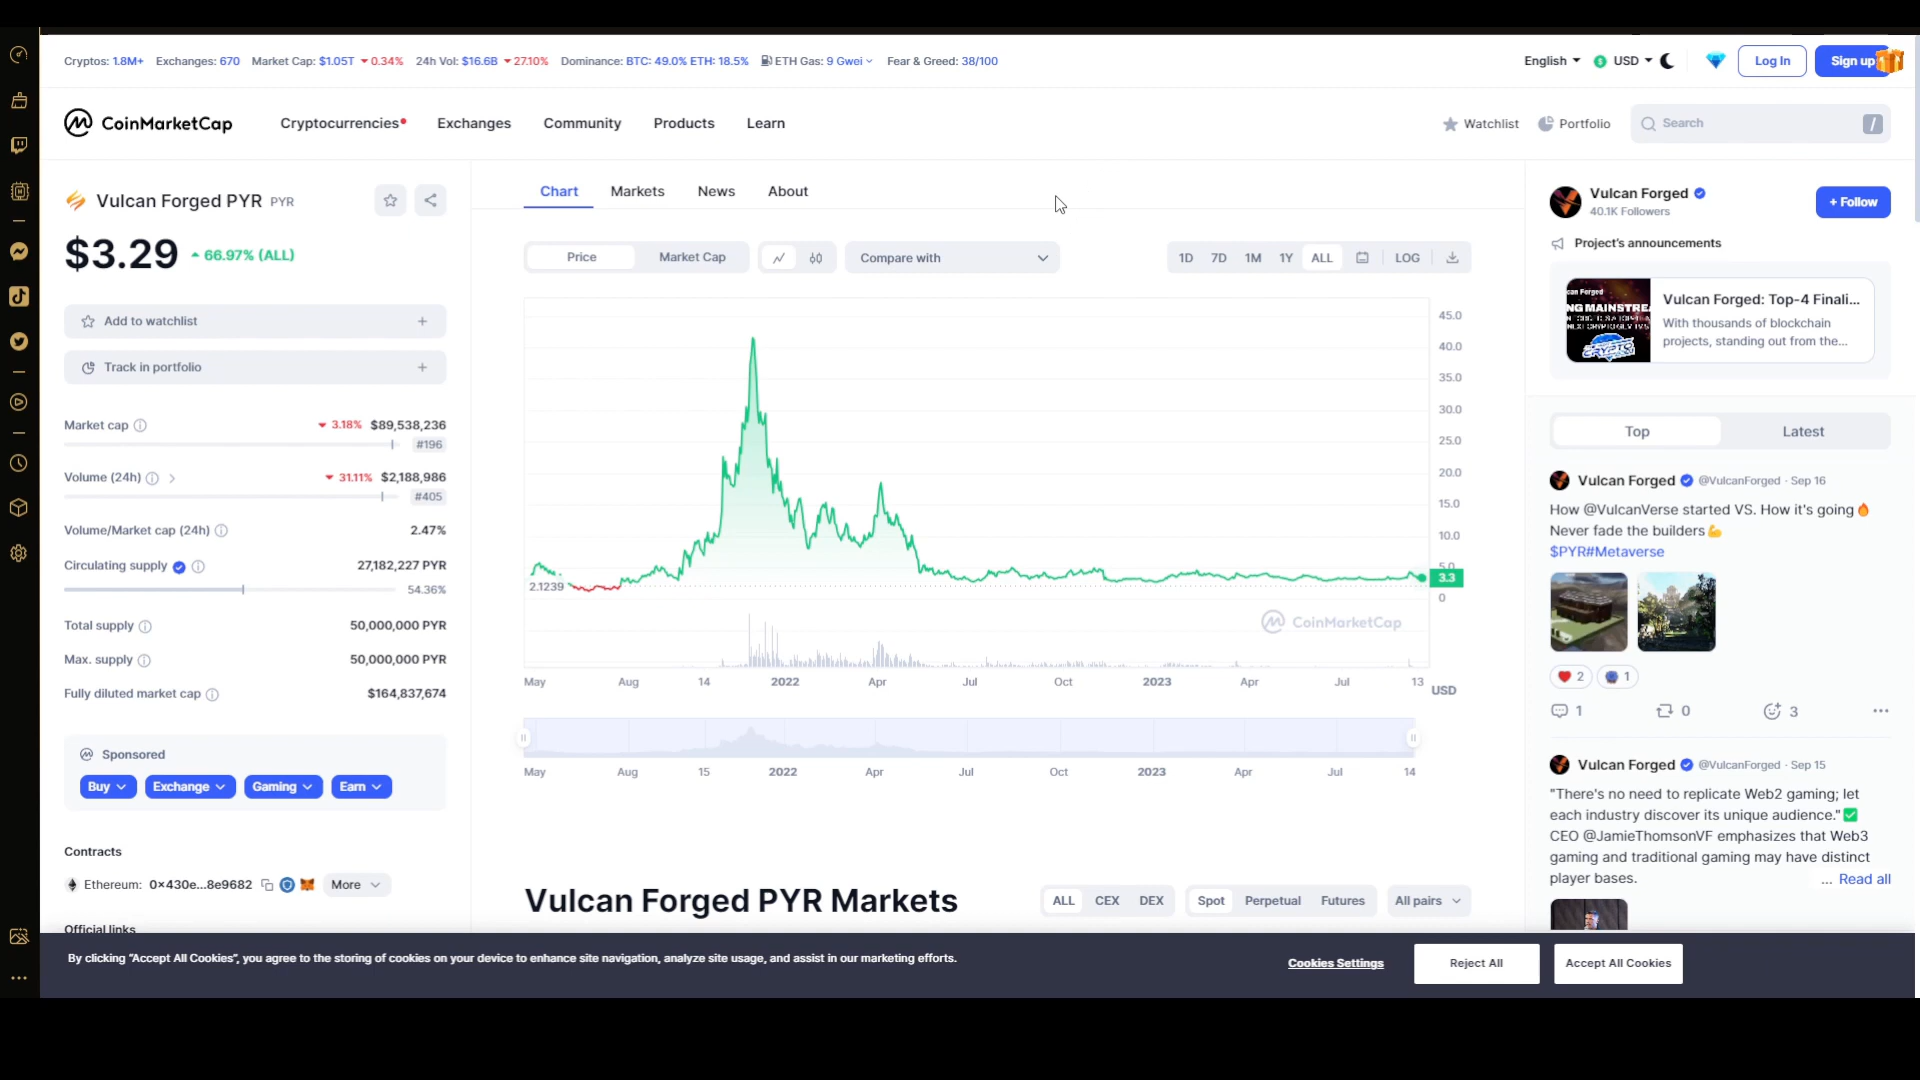 Cryptos: 1.8M+ Exchanges: 670 Market Cap: $1.05T 0.34% 24h Vol: $16.6B 27.10% Dominance: BTC: 49.0% ETH: 18.5% ETH Gas: 9 Gwei Fear & Greed: 38/100
English USD Log In Sign up
CoinMarketCap Cryptocurrencies Exchanges Community Products Learn
Watchlist Portfolio Search /
Vulcan Forged PYR PYR
$3.29 66.97% (ALL)
Add to watchlist +
Track in portfolio +
Market cap 3.18% $89,538,236
#196
Volume (24h) 31.11% $2,188,986
#405
Volume/Market cap (24h) 2.47%
Circulating supply 27,182,227 PYR
54.36%
Total supply 50,000,000 PYR
Max. supply 50,000,000 PYR
Fully diluted market cap $164,837,674
Sponsored
Buy Exchange Gaming Earn
Contracts
Ethereum: 0x430e...8e9682 More
Official links
Chart Markets News About
Price Market Cap Compare with 1D 7D 1M 1Y ALL LOG
45.0
40.0
35.0
30.0
25.0
20.0
15.0
10.0
5.0
3.3
0
2.1239
CoinMarketCap
May Aug 14 2022 Apr Jul Oct 2023 Apr Jul 13
USD
May Aug 15 2022 Apr Jul Oct 2023 Apr Jul 14
Vulcan Forged PYR Markets
ALL CEX DEX Spot Perpetual Futures All pairs
Vulcan Forged
40.1K Followers
+ Follow
Project's announcements
Vulcan Forged: Top-4 Finali...
With thousands of blockchain
projects, standing out from the...
Top Latest
Vulcan Forged @VulcanForged · Sep 16
How @VulcanVerse started VS. How it's going🔥
Never fade the builders💪
$PYR#Metaverse
❤️ 2 1
1 0 3
Vulcan Forged @VulcanForged · Sep 15
"There's no need to replicate Web2 gaming; let
each industry discover its unique audience."✅
CEO @JamieThomsonVF emphasizes that Web3
gaming and traditional gaming may have distinct
player bases. ... Read all
By clicking "Accept All Cookies", you agree to the storing of cookies on your device to enhance site navigation, analyze site usage, and assist in our marketing efforts.
Cookies Settings Reject All Accept All Cookies